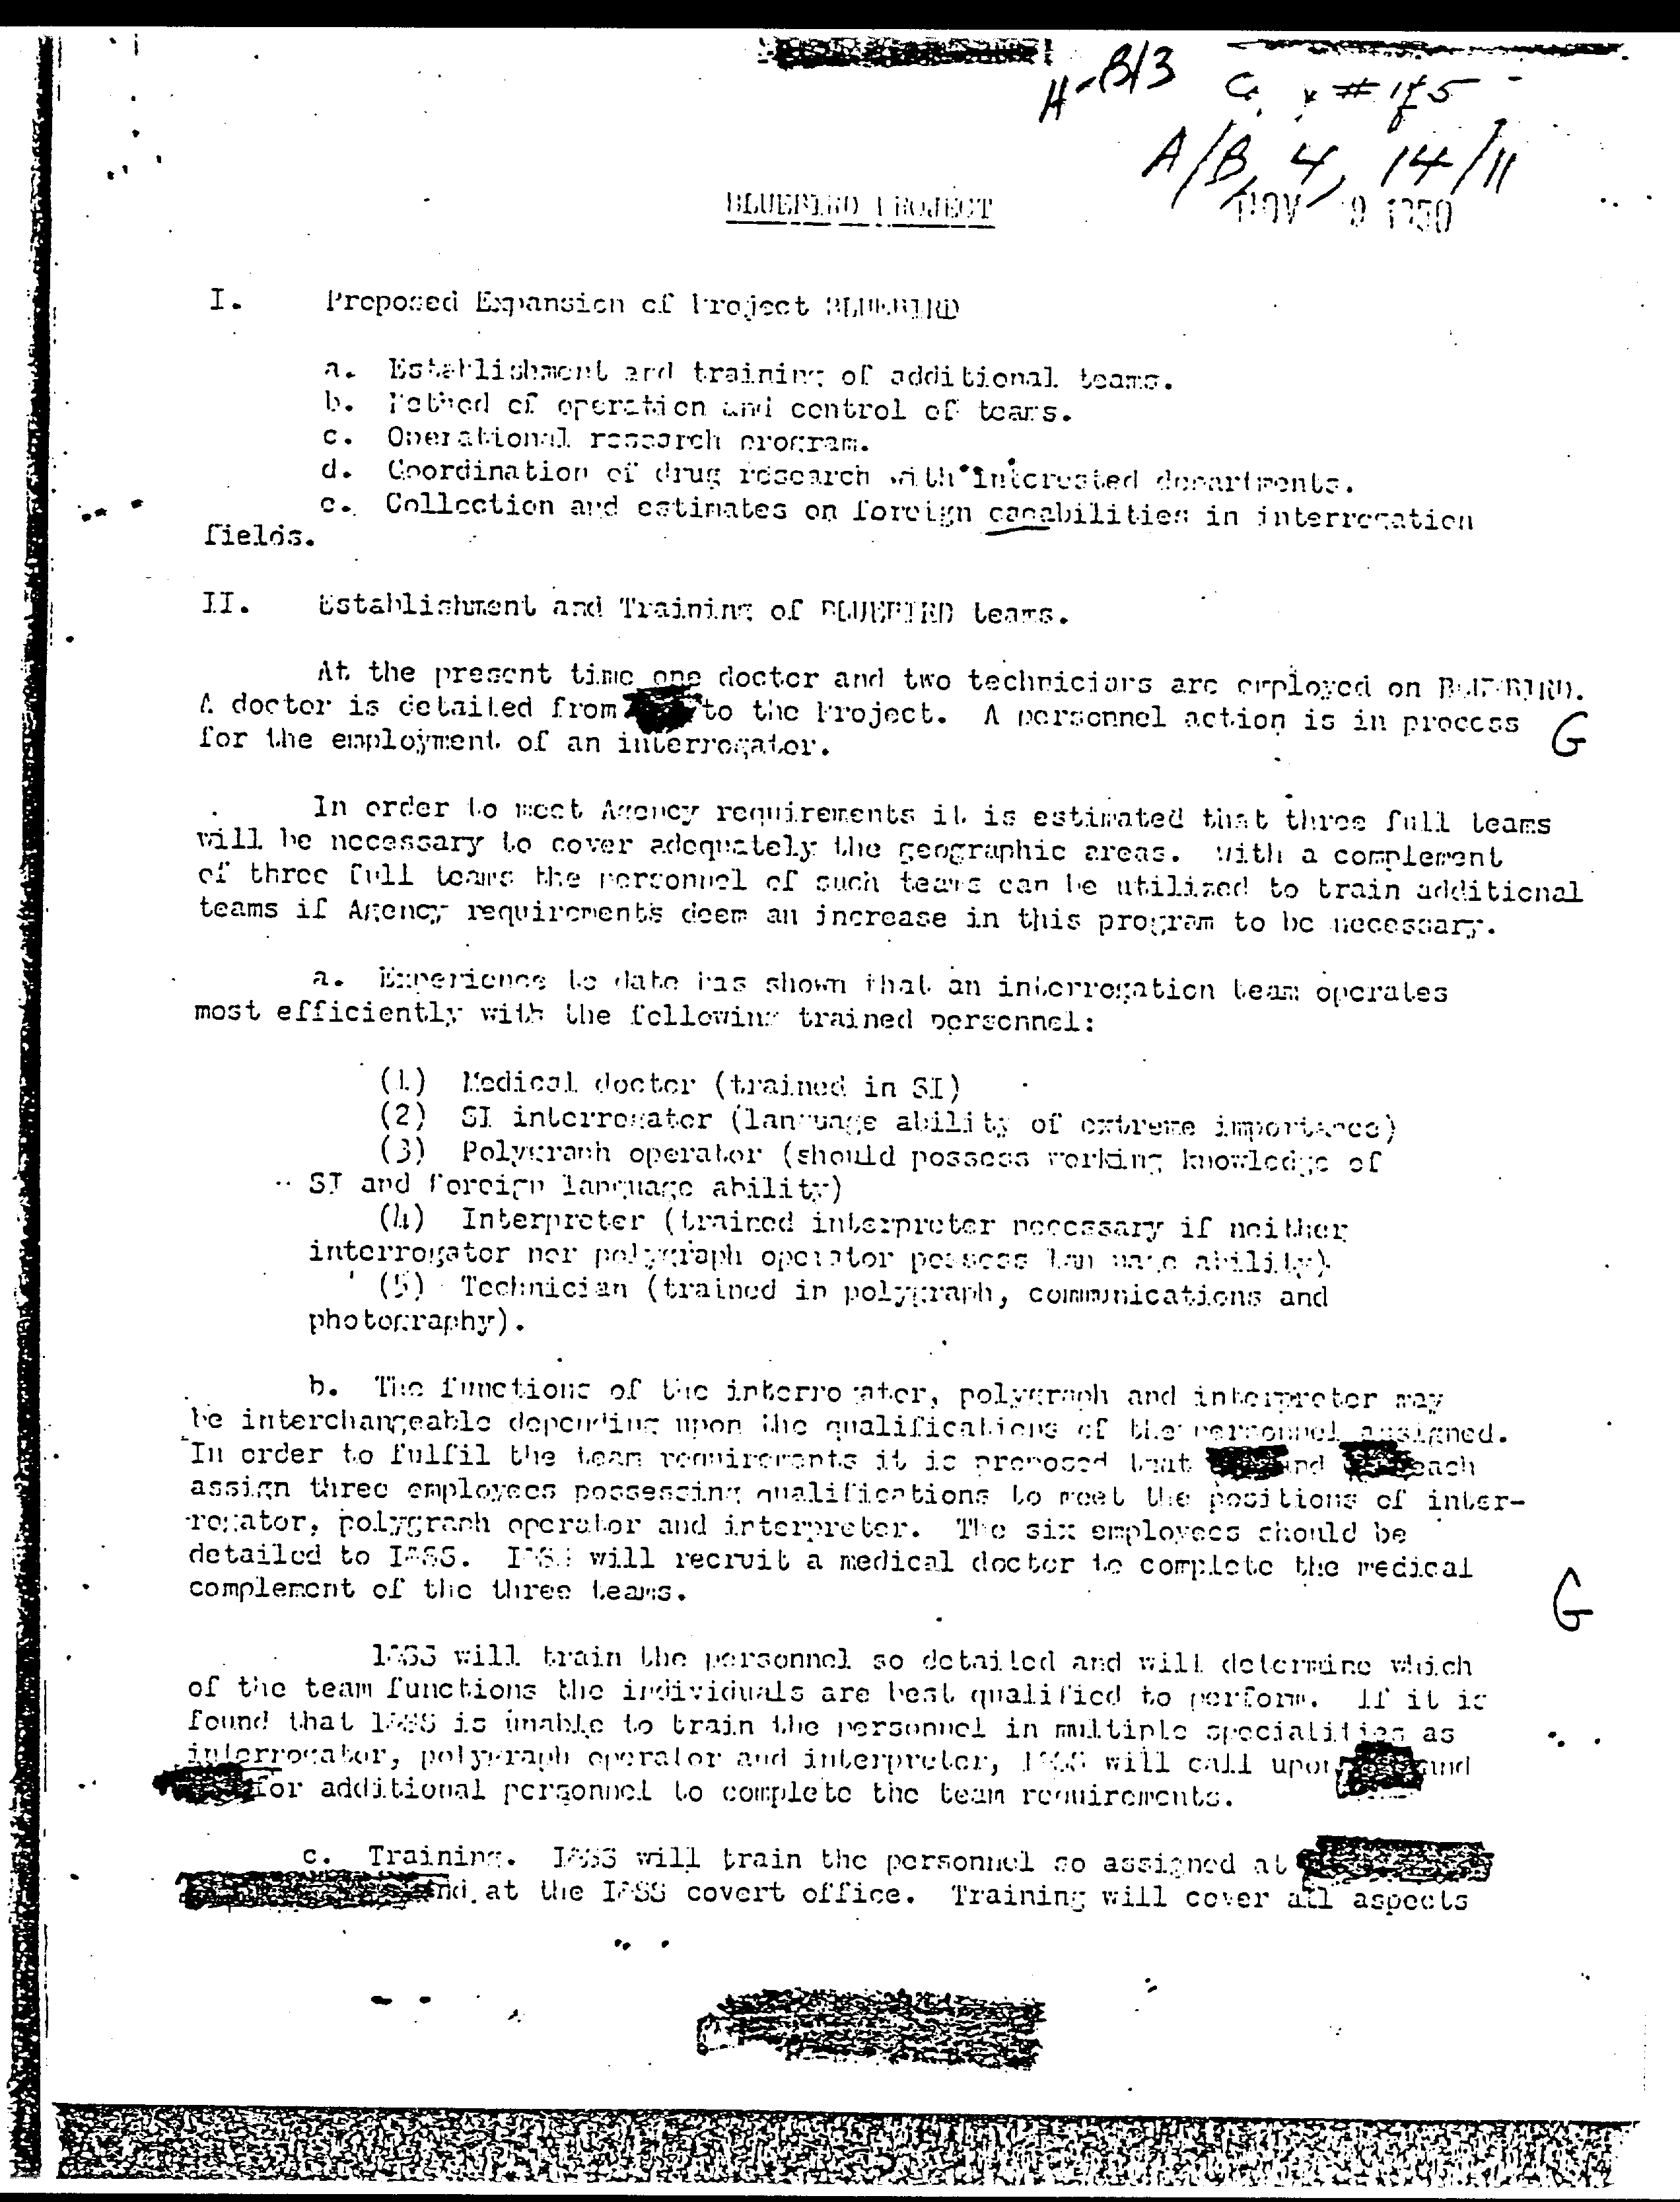 H-B/3
A/B, 4, 14/11
BLUEBIRD PROJECT
NOV 9 1950
I. Proposed Expansion of Project BLUEBIRD
a. Establishment and training of additional teams.
b. Method of operation and control of teams.
c. Operational research program.
d. Coordination of drug research with interested departments.
e. Collection and estimates on foreign capabilities in interrogation
fields.
II. Establishment and Training of BLUEBIRD teams.
At the present time one doctor and two technicians are employed on BLUEBIRD.
A doctor is detailed from to the Project. A personnel action is in process
G
for the employment of an interrogator.
In order to meet Agency requirements it is estimated that three full teams
will be necessary to cover adequately the geographic areas. With a complement
of three full teams the personnel of such teams can be utilized to train additional
teams if Agency requirements deem an increase in this program to be necessary.
a. Experience to date has shown that an interrogation team operates
most efficiently with the following trained personnel:
(1) Medical doctor (trained in SI)
(2) SI interrogator (language ability of extreme importance)
(3) Polygraph operator (should possess working knowledge of
SI and foreign language ability)
(4) Interpreter (trained interpreter necessary if neither
interrogator nor polygraph operator possess language ability)
(5) Technician (trained in polygraph, communications and
photography).
b. The functions of the interrogator, polygraph and interpreter may
be interchangeable depending upon the qualifications of the personnel assigned.
In order to fulfil the team requirements it is proposed that and each
assign three employees possessing qualifications to meet the positions of inter-
rogator, polygraph operator and interpreter. The six employees should be
detailed to I&SS. I&SS will recruit a medical doctor to complete the medical
complement of the three teams.
G
I&SS will train the personnel so detailed and will determine which
of the team functions the individuals are best qualified to perform. If it is
found that I&SS is unable to train the personnel in multiple specialities as
interrogator, polygraph operator and interpreter, I&SS will call upon and
for additional personnel to complete the team requirements.
c. Training. I&SS will train the personnel so assigned at
and at the I&SS covert office. Training will cover all aspects